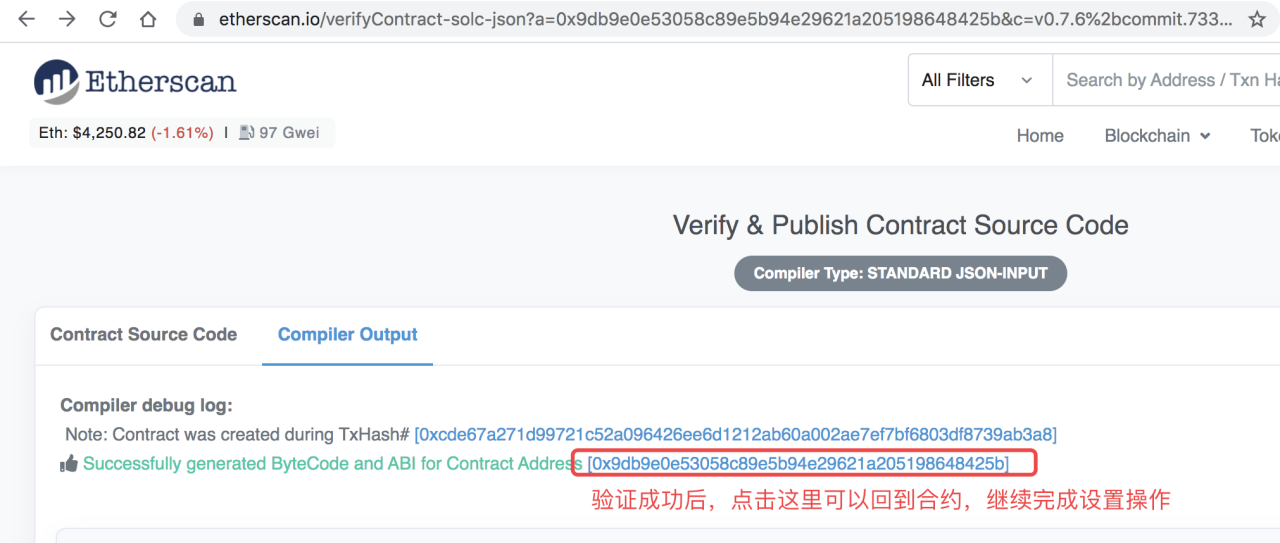 etherscan.io/verifyContract-solc-json?a=0x9db9e0e53058c89e5b94e29621a205198648425b&c=v0.7.6%2bcommit.733...
Etherscan
All Filters
Search by Address / Txn Ha
Eth: $4,250.82 (-1.61%) | 97 Gwei
Home Blockchain Toke
Verify & Publish Contract Source Code
Compiler Type: STANDARD JSON-INPUT
Contract Source Code Compiler Output
Compiler debug log:
Note: Contract was created during TxHash# [0xcde67a271d99721c52a096426ee6d1212ab60a002ae7ef7bf6803df8739ab3a8]
Successfully generated ByteCode and ABI for Contract Address [0x9db9e0e53058c89e5b94e29621a205198648425b]
验证成功后，点击这里可以回到合约，继续完成设置操作